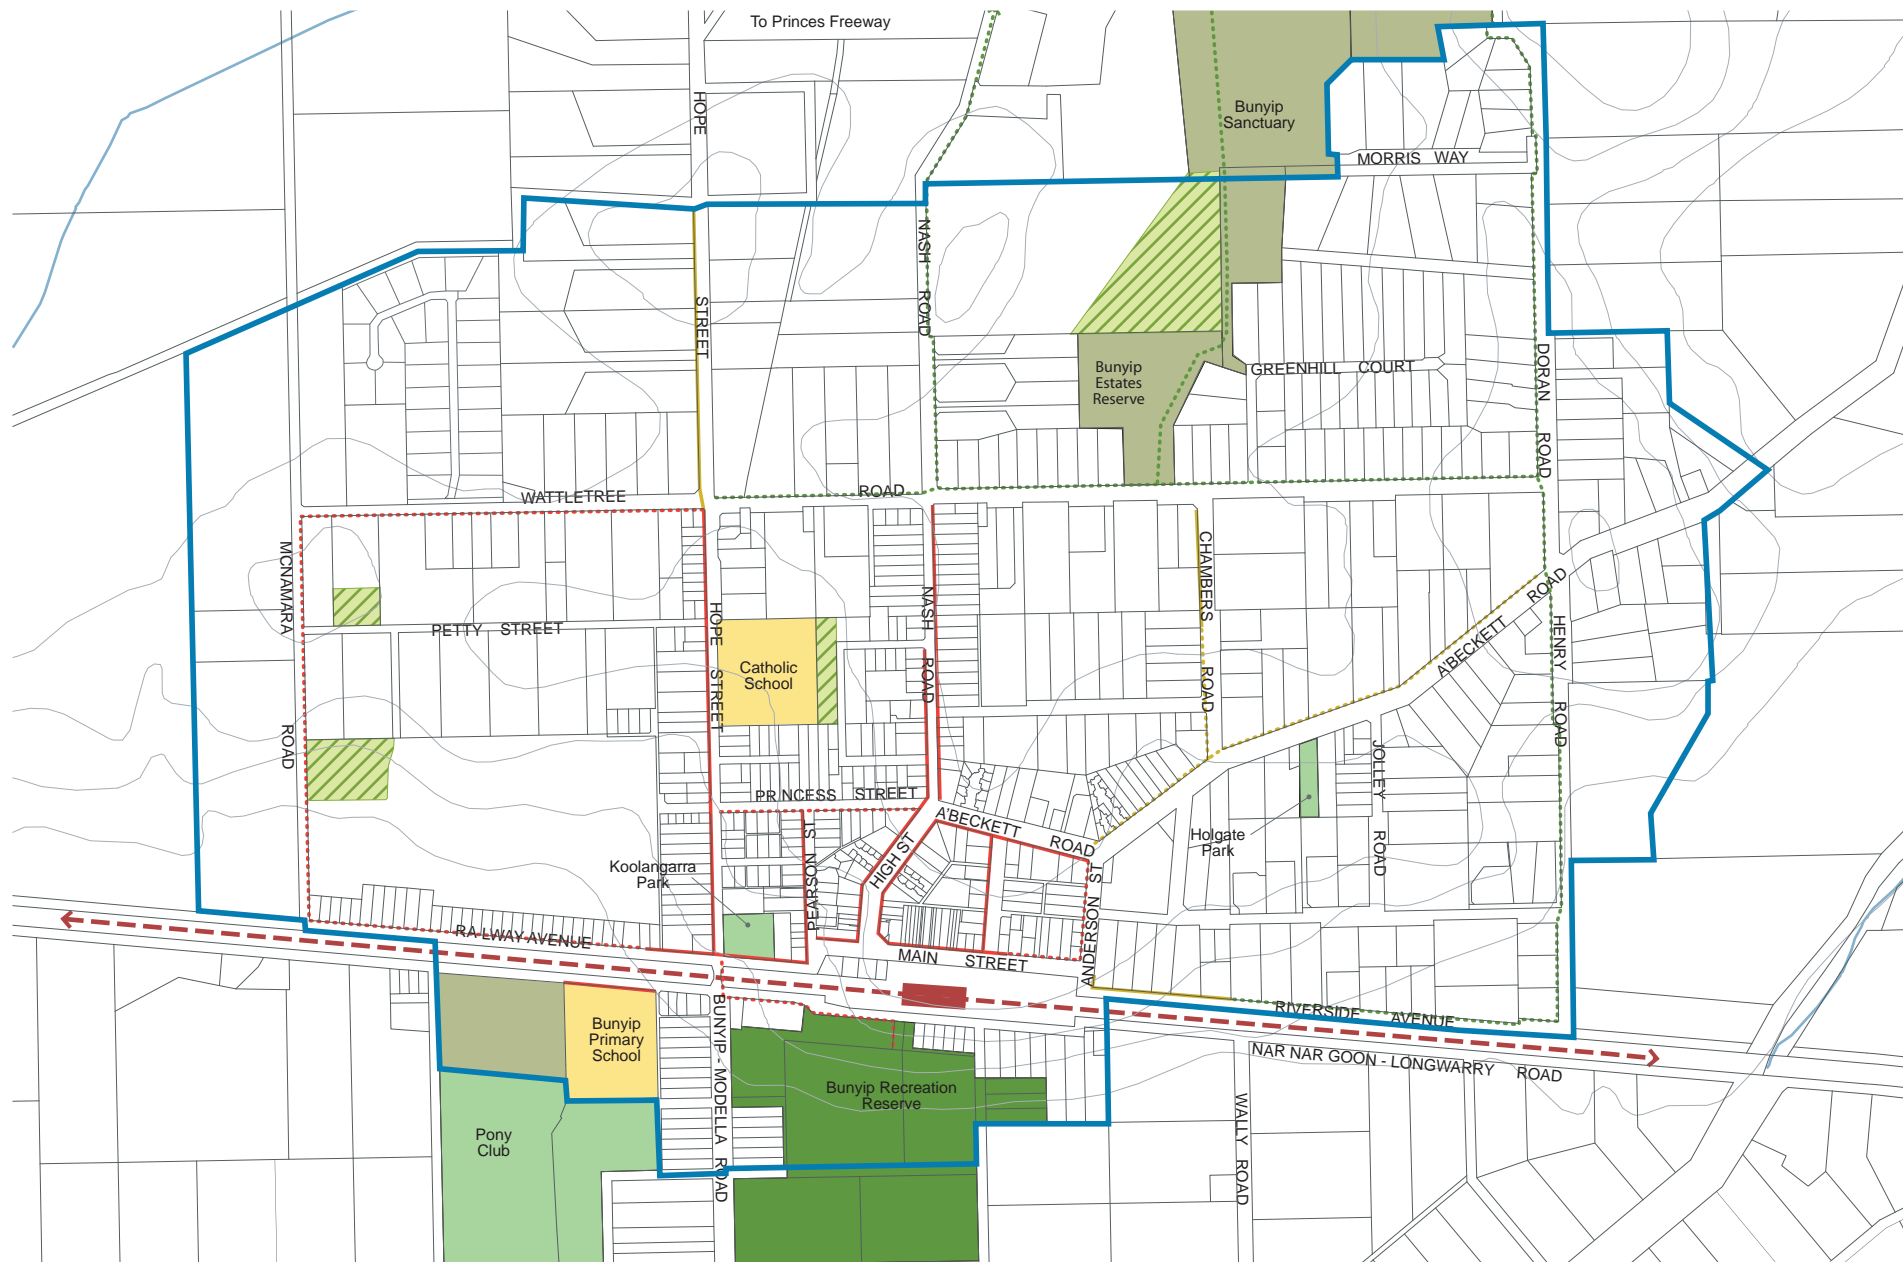 To Princes Freeway
HOPE
STREET
Bunyip
Sanctuary
MORRIS WAY
NASH ROAD
Bunyip
Estates
Reserve
GREENHILL COURT
DORAN ROAD
WATTLETREE ROAD
MCNAMARA ROAD
PETTY STREET
HOPE STREET
Catholic
School
NASH ROAD
CHAMBERS ROAD
A'BECKETT ROAD
HENRY ROAD
JOLLEY ROAD
PRINCESS STREET
A'BECKETT ROAD
Holgate
Park
Koolangarra
Park
PEARSON ST
HIGH ST
ANDERSON ST
RAILWAY AVENUE
MAIN STREET
RIVERSIDE AVENUE
Bunyip
Primary
School
BUNYIP - MODELLA ROAD
NAR NAR GOON - LONGWARRY ROAD
Bunyip Recreation
Reserve
Pony
Club
WALLY ROAD